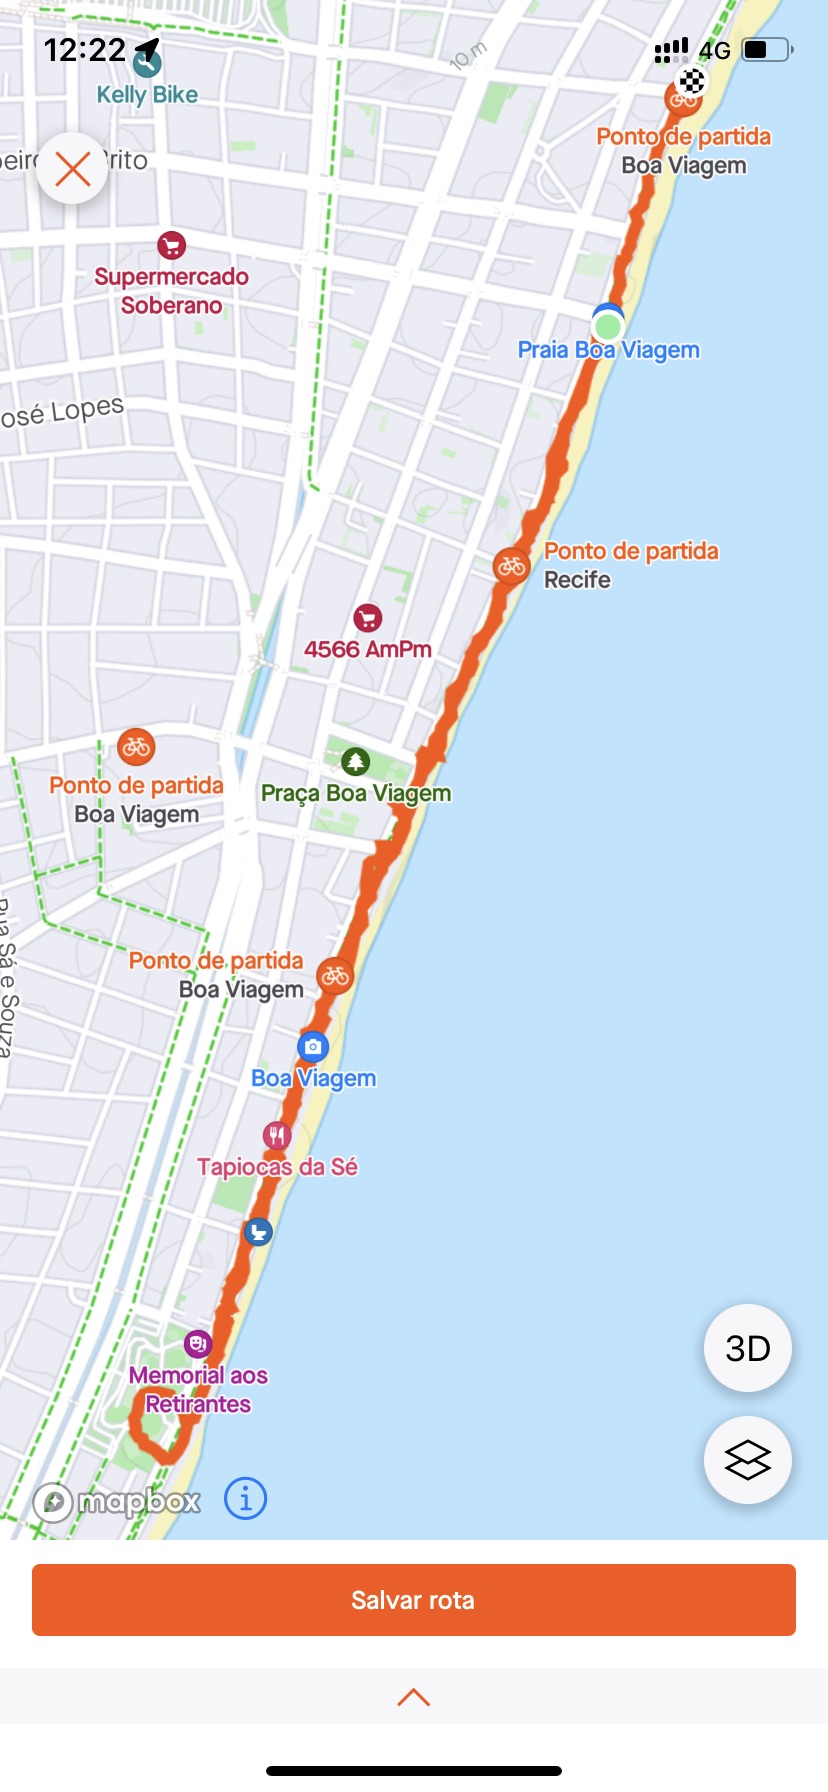 12:22
4G
10 m
Kelly Bike
Ponto de partida
Boa Viagem
Supermercado
Soberano
Praia Boa Viagem
osé Lopes
Ponto de partida
Recife
4566 AmPm
Ponto de partida
Boa Viagem
Praça Boa Viagem
Rua Sá e Souza
Ponto de partida
Boa Viagem
Boa Viagem
Tapiocas da Sé
3D
Memorial aos
Retirantes
mapbox
i
Salvar rota